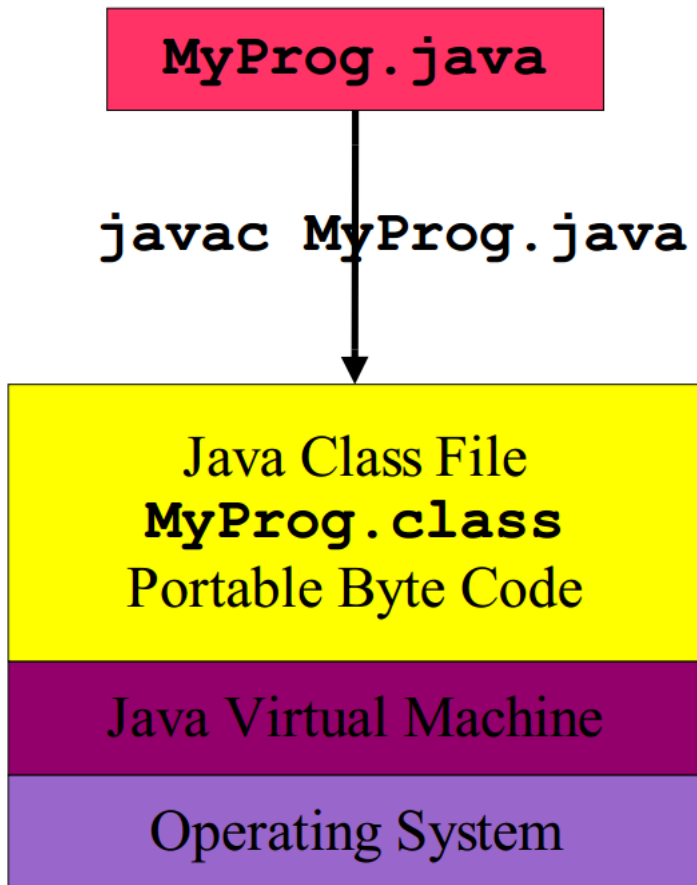 MyProg.java
javac MyProg.java
Java Class File
MyProg.class
Portable Byte Code
Java Virtual Machine
Operating System